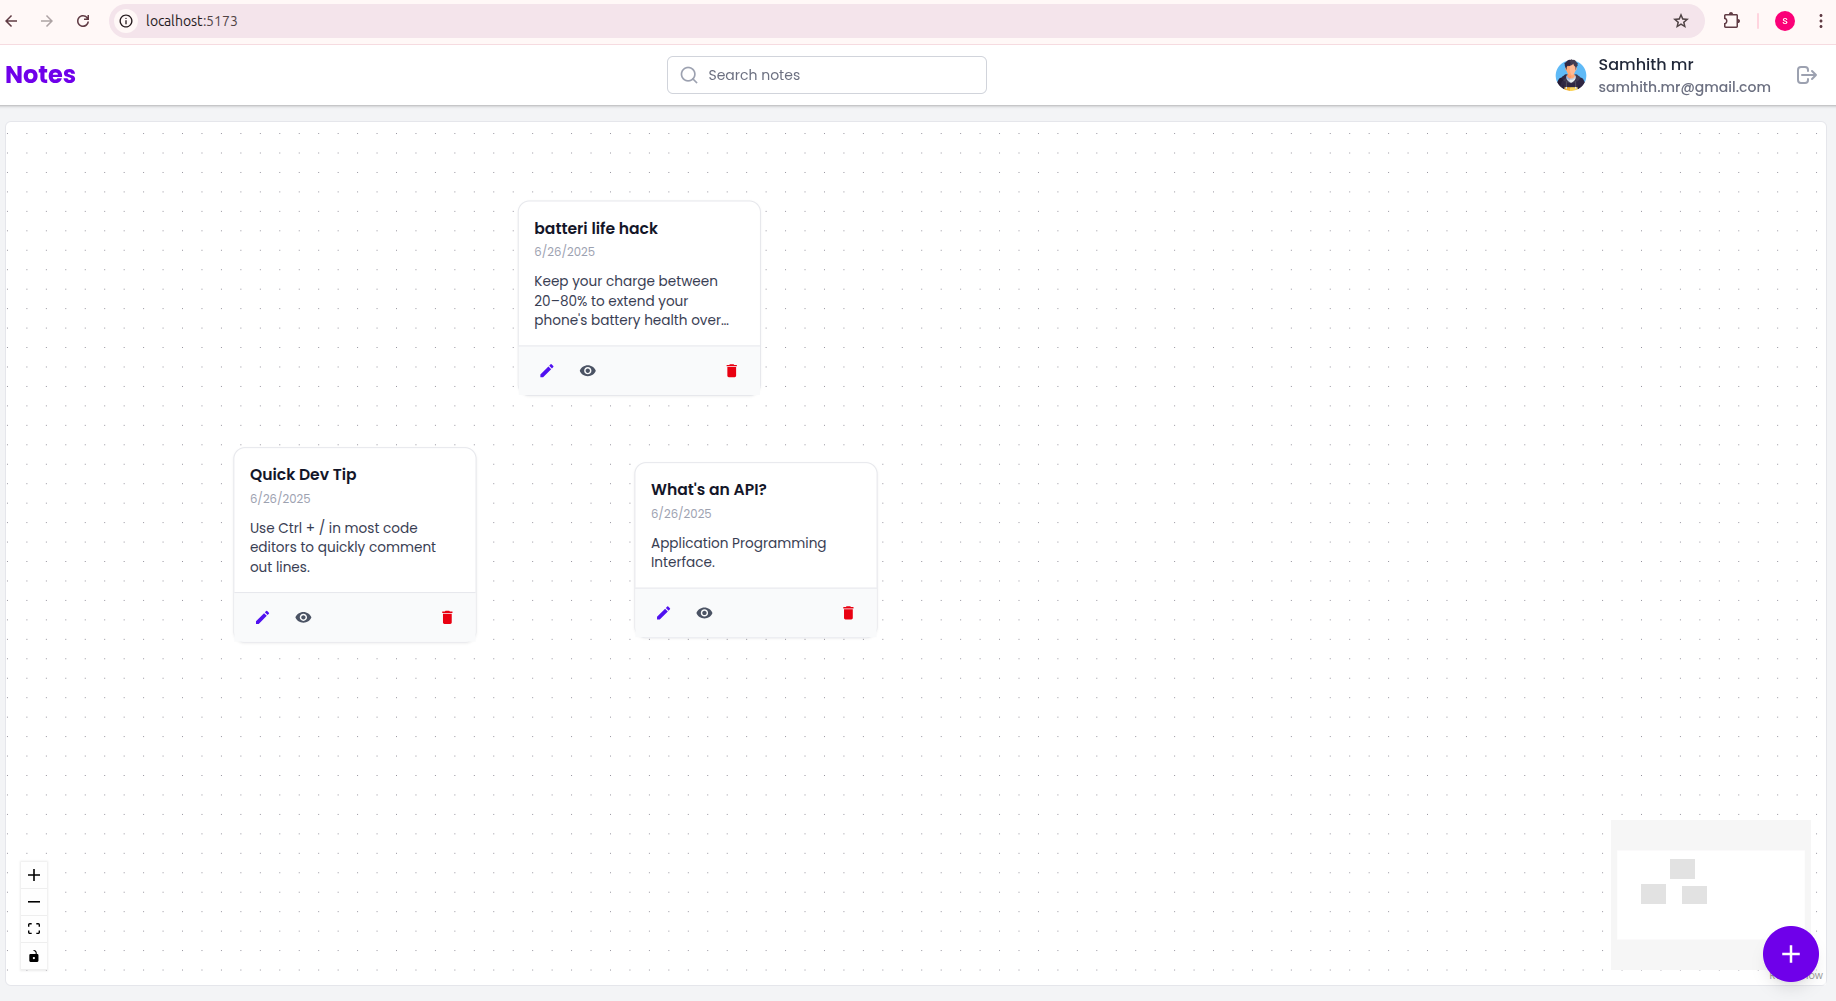 localhost:5173
S
Notes
Search notes
Samhith mr
samhith.mr@gmail.com
batteri life hack
6/26/2025
Keep your charge between
20–80% to extend your
phone's battery health over...
Quick Dev Tip
6/26/2025
Use Ctrl + / in most code
editors to quickly comment
out lines.
What's an API?
6/26/2025
Application Programming
Interface.